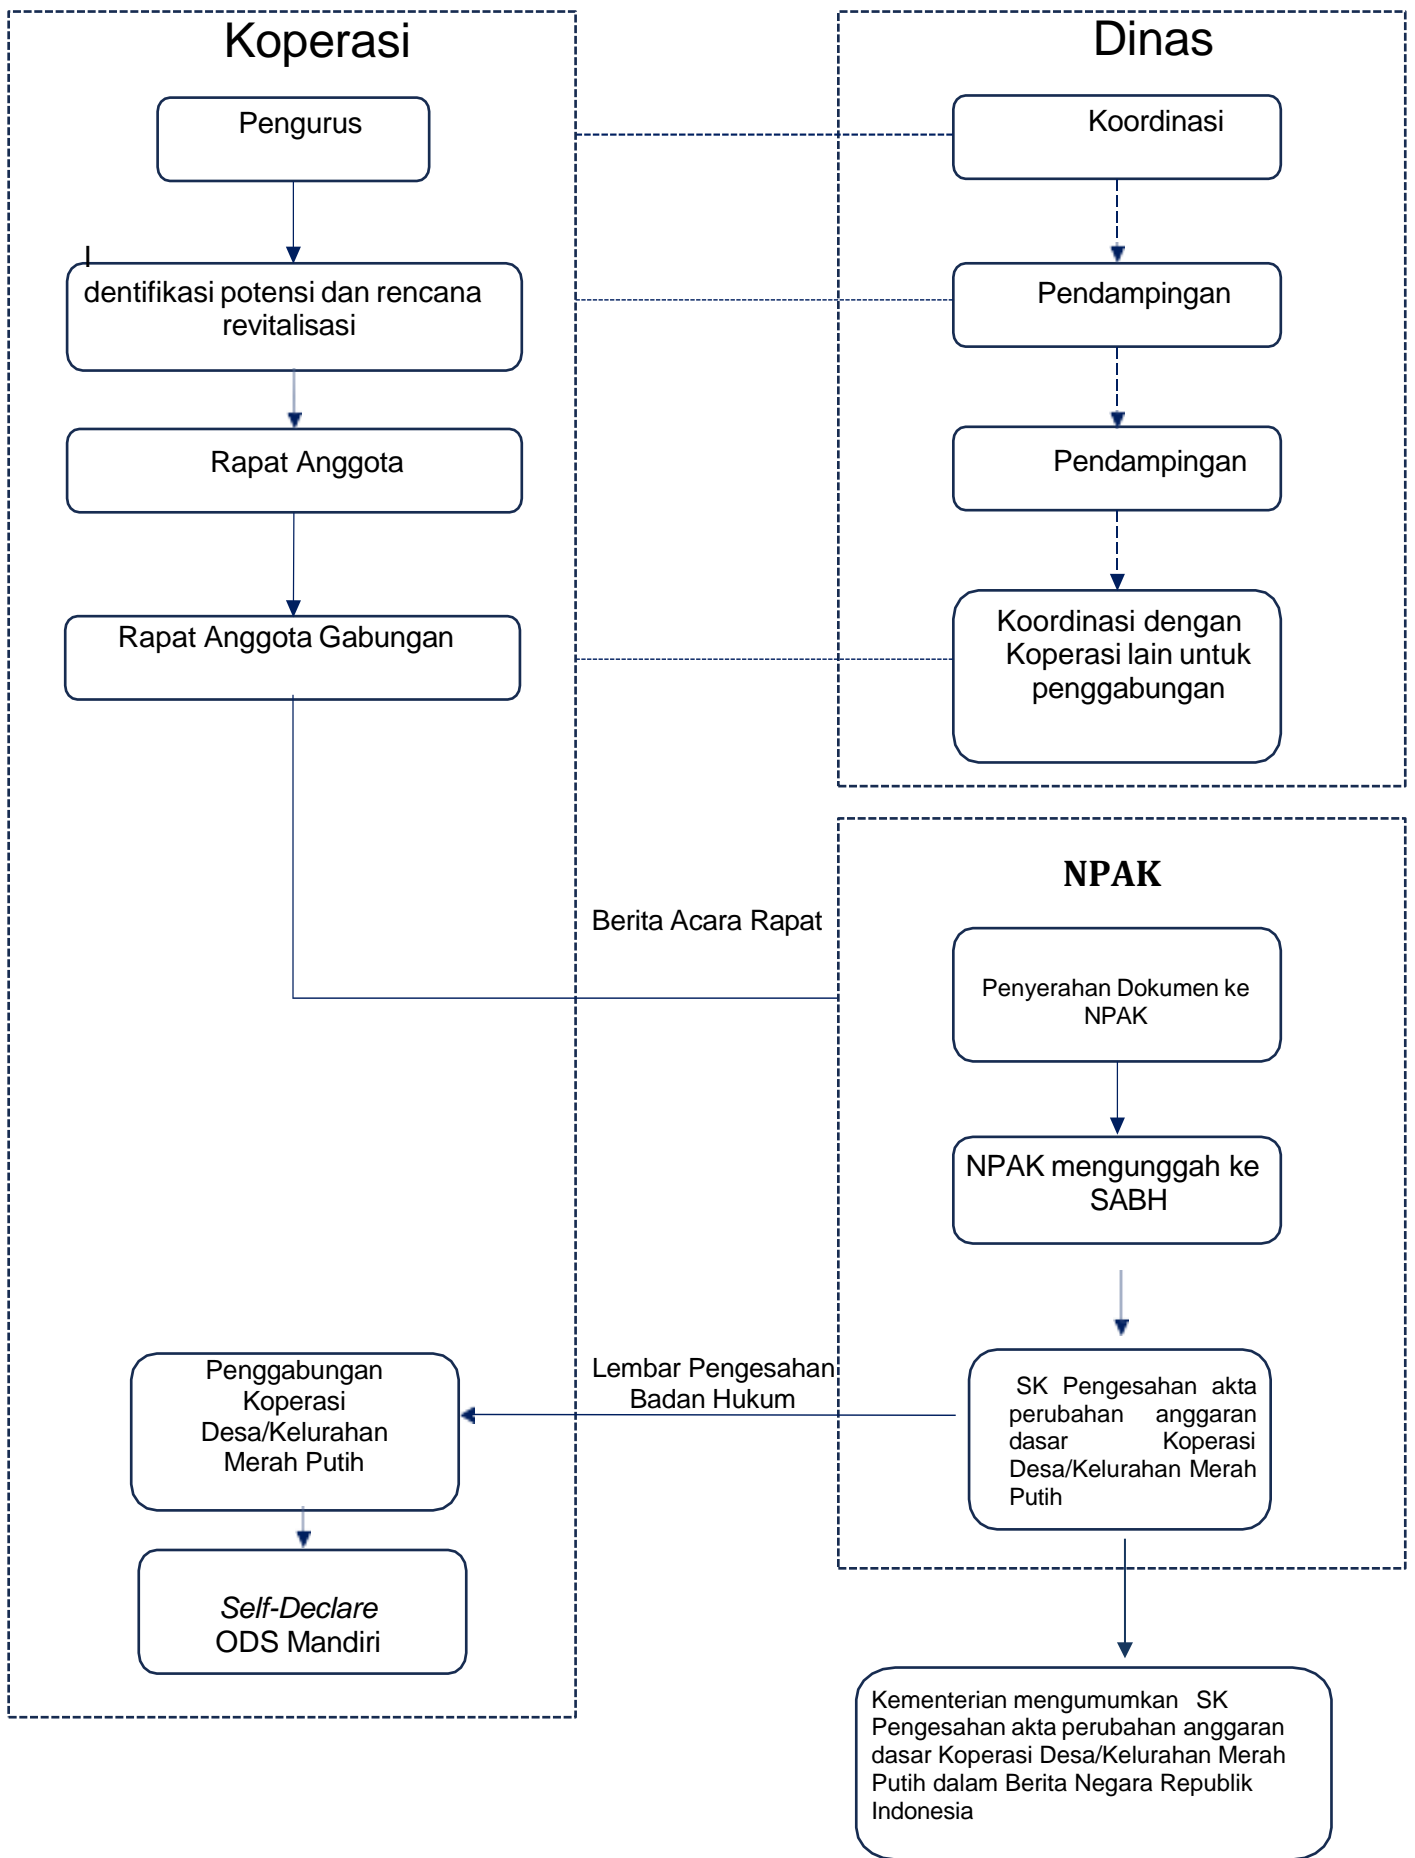 Koperasi
Pengurus
I
dentifikasi potensi dan rencana
revitalisasi
Rapat Anggota
Rapat Anggota Gabungan
Dinas
Koordinasi
Pendampingan
Pendampingan
Koordinasi dengan
Koperasi lain untuk
penggabungan
Berita Acara Rapat
NPAK
Penyerahan Dokumen ke
NPAK
NPAK mengunggah ke
SABH
SK Pengesahan akta
perubahan anggaran
dasar Koperasi
Desa/Kelurahan Merah
Putih
Lembar Pengesahan
Badan Hukum
Penggabungan
Koperasi
Desa/Kelurahan
Merah Putih
Self-Declare
ODS Mandiri
Kementerian mengumumkan SK
Pengesahan akta perubahan anggaran
dasar Koperasi Desa/Kelurahan Merah
Putih dalam Berita Negara Republik
Indonesia